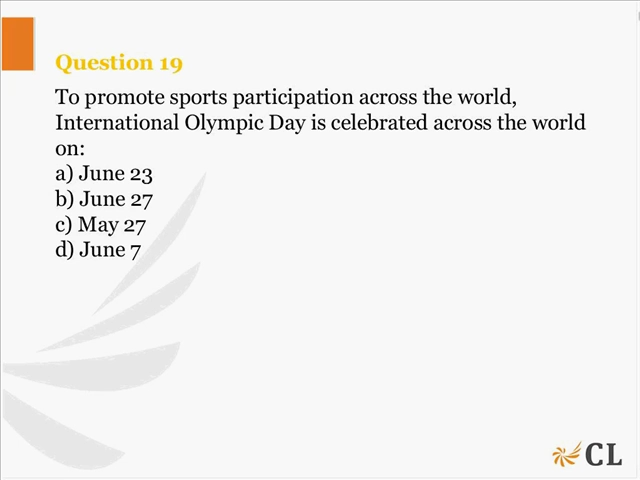 Question 19
To promote sports participation across the world,
International Olympic Day is celebrated across the world
on:
a) June 23
b) June 27
c) May 27
d) June 7
CL